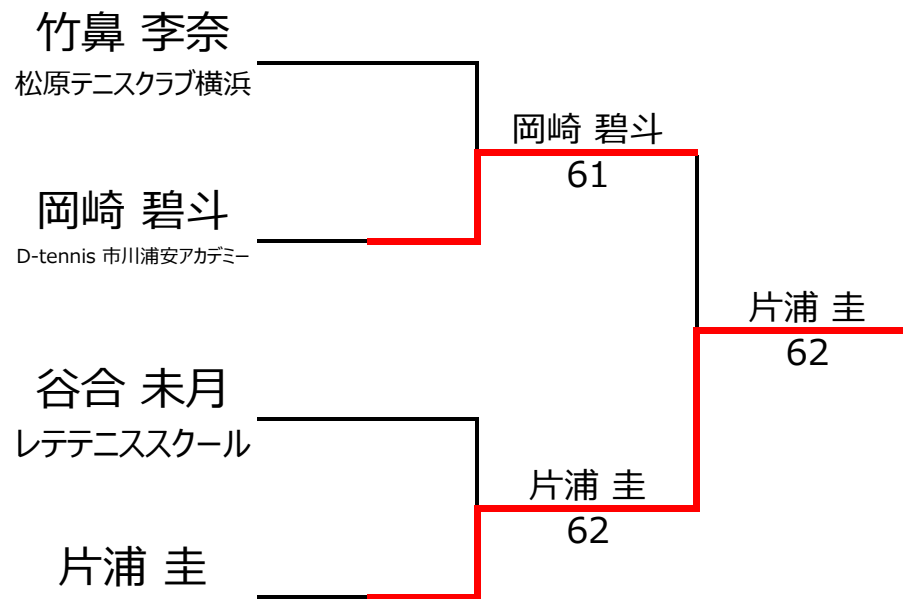 竹鼻 李奈
松原テニスクラブ横浜
岡崎 碧斗
61
岡崎 碧斗
D-tennis 市川浦安アカデミー
片浦 圭
62
谷合 未月
レテテニススクール
片浦 圭
62
片浦 圭